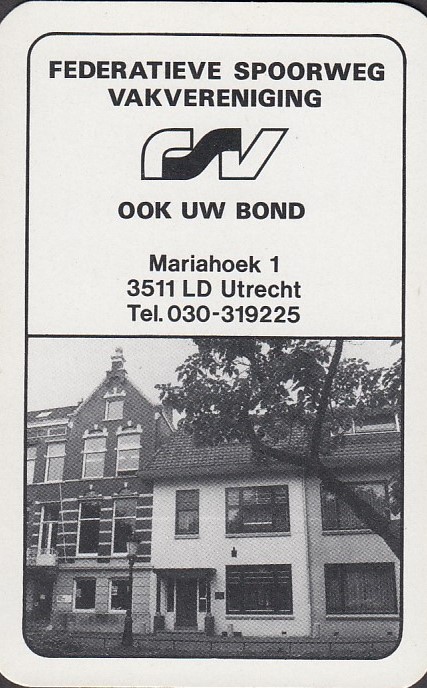 FEDERATIEVE SPOORWEG
VAKVERENIGING
FSV
OOK UW BOND
Mariahoek 1
3511 LD Utrecht
Tel. 030-319225